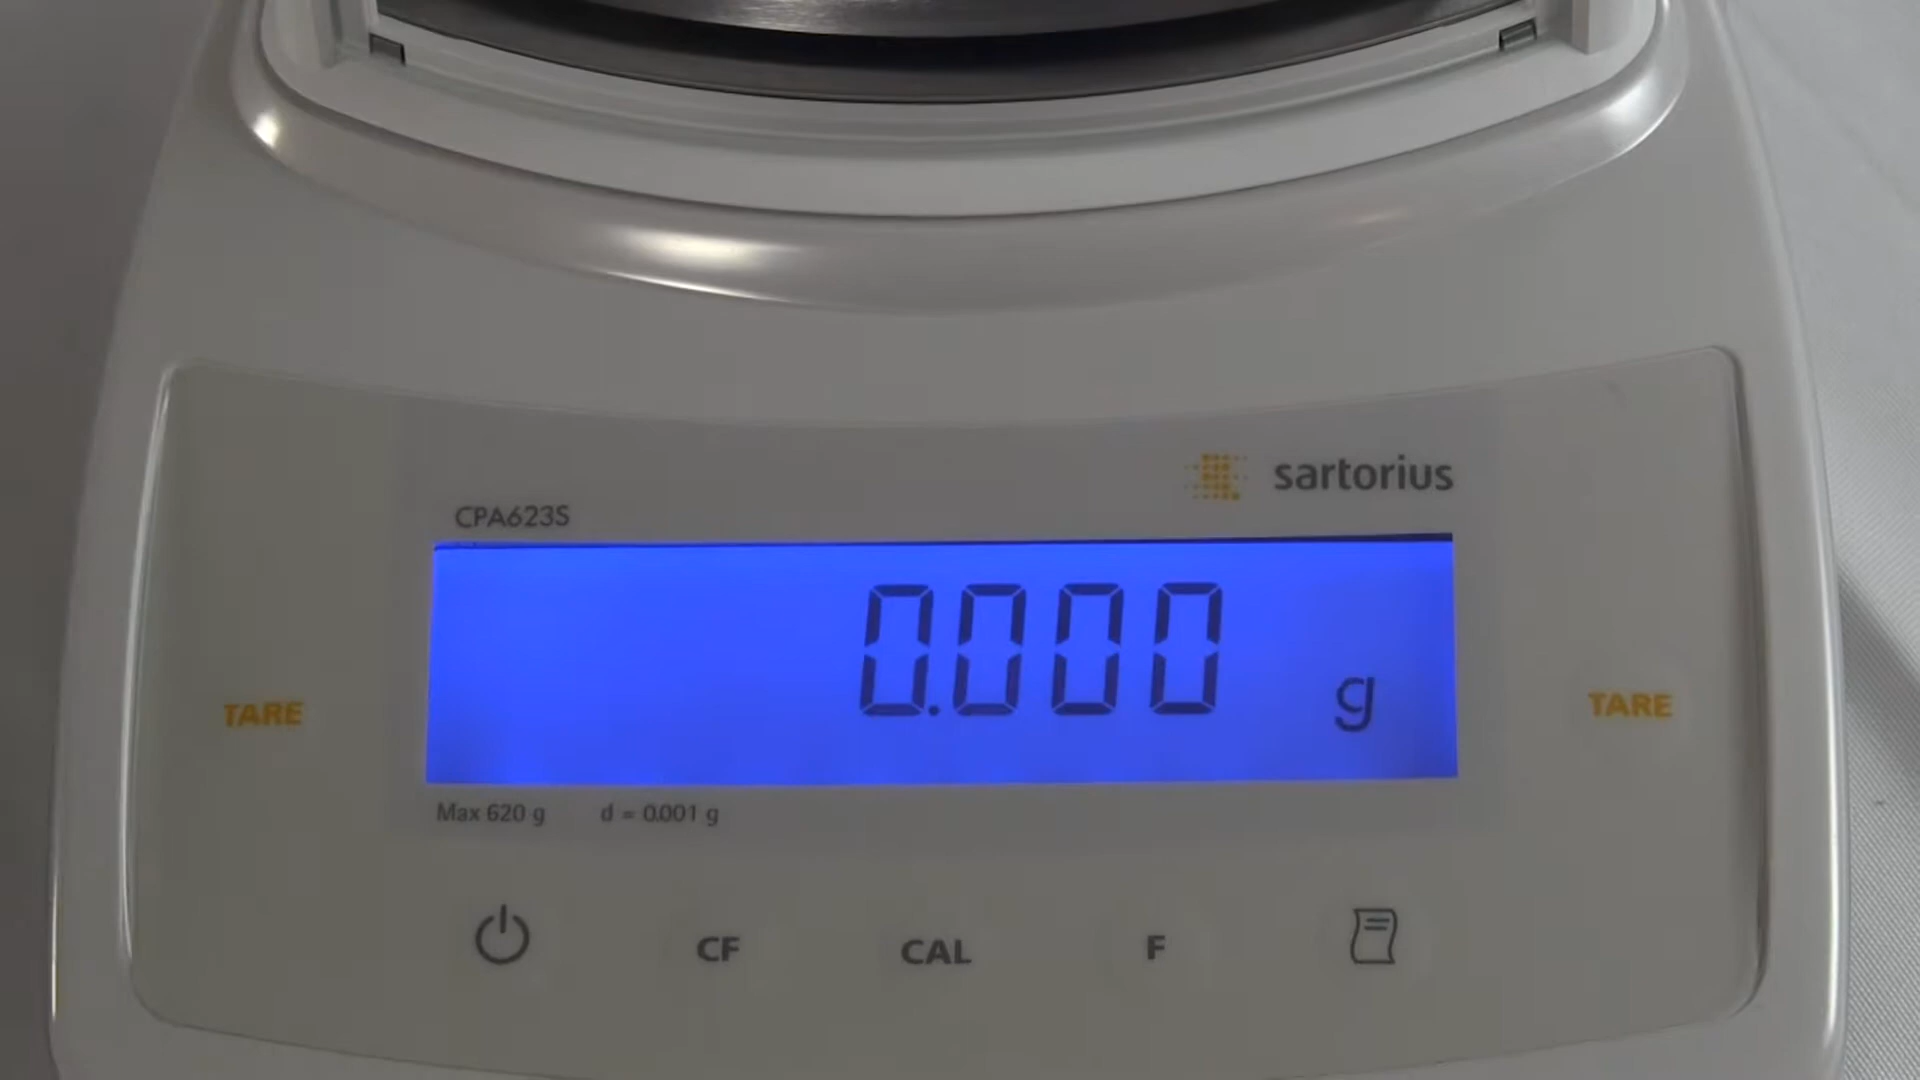 sartorius
CPA623S
0.000 g
TARE
TARE
Max 620 g d = 0.001 g
CF CAL F